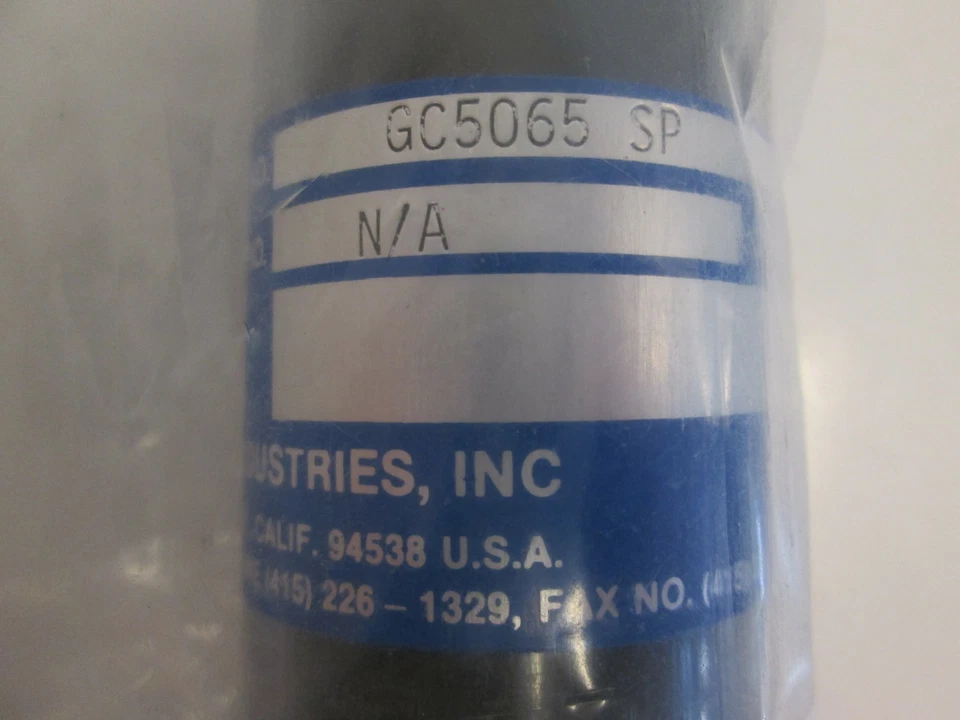 GC5065 SP
O.
N/A
O.
USTRIES, INC
CALIF. 94538 U.S.A.
(415) 226 – 1329, FAX NO.